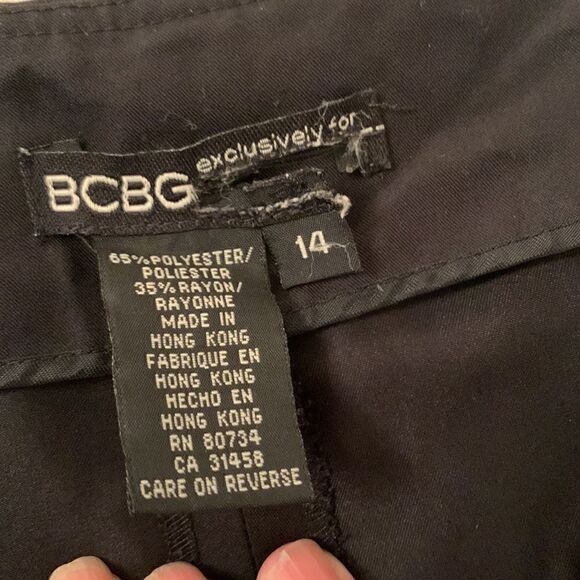 BCBG exclusively for
14
65% POLYESTER/
POLIESTER
35% RAYON/
RAYONNE
MADE IN
HONG KONG
FABRIQUE EN
HONG KONG
HECHO EN
HONG KONG
RN 80734
CA 31458
CARE ON REVERSE